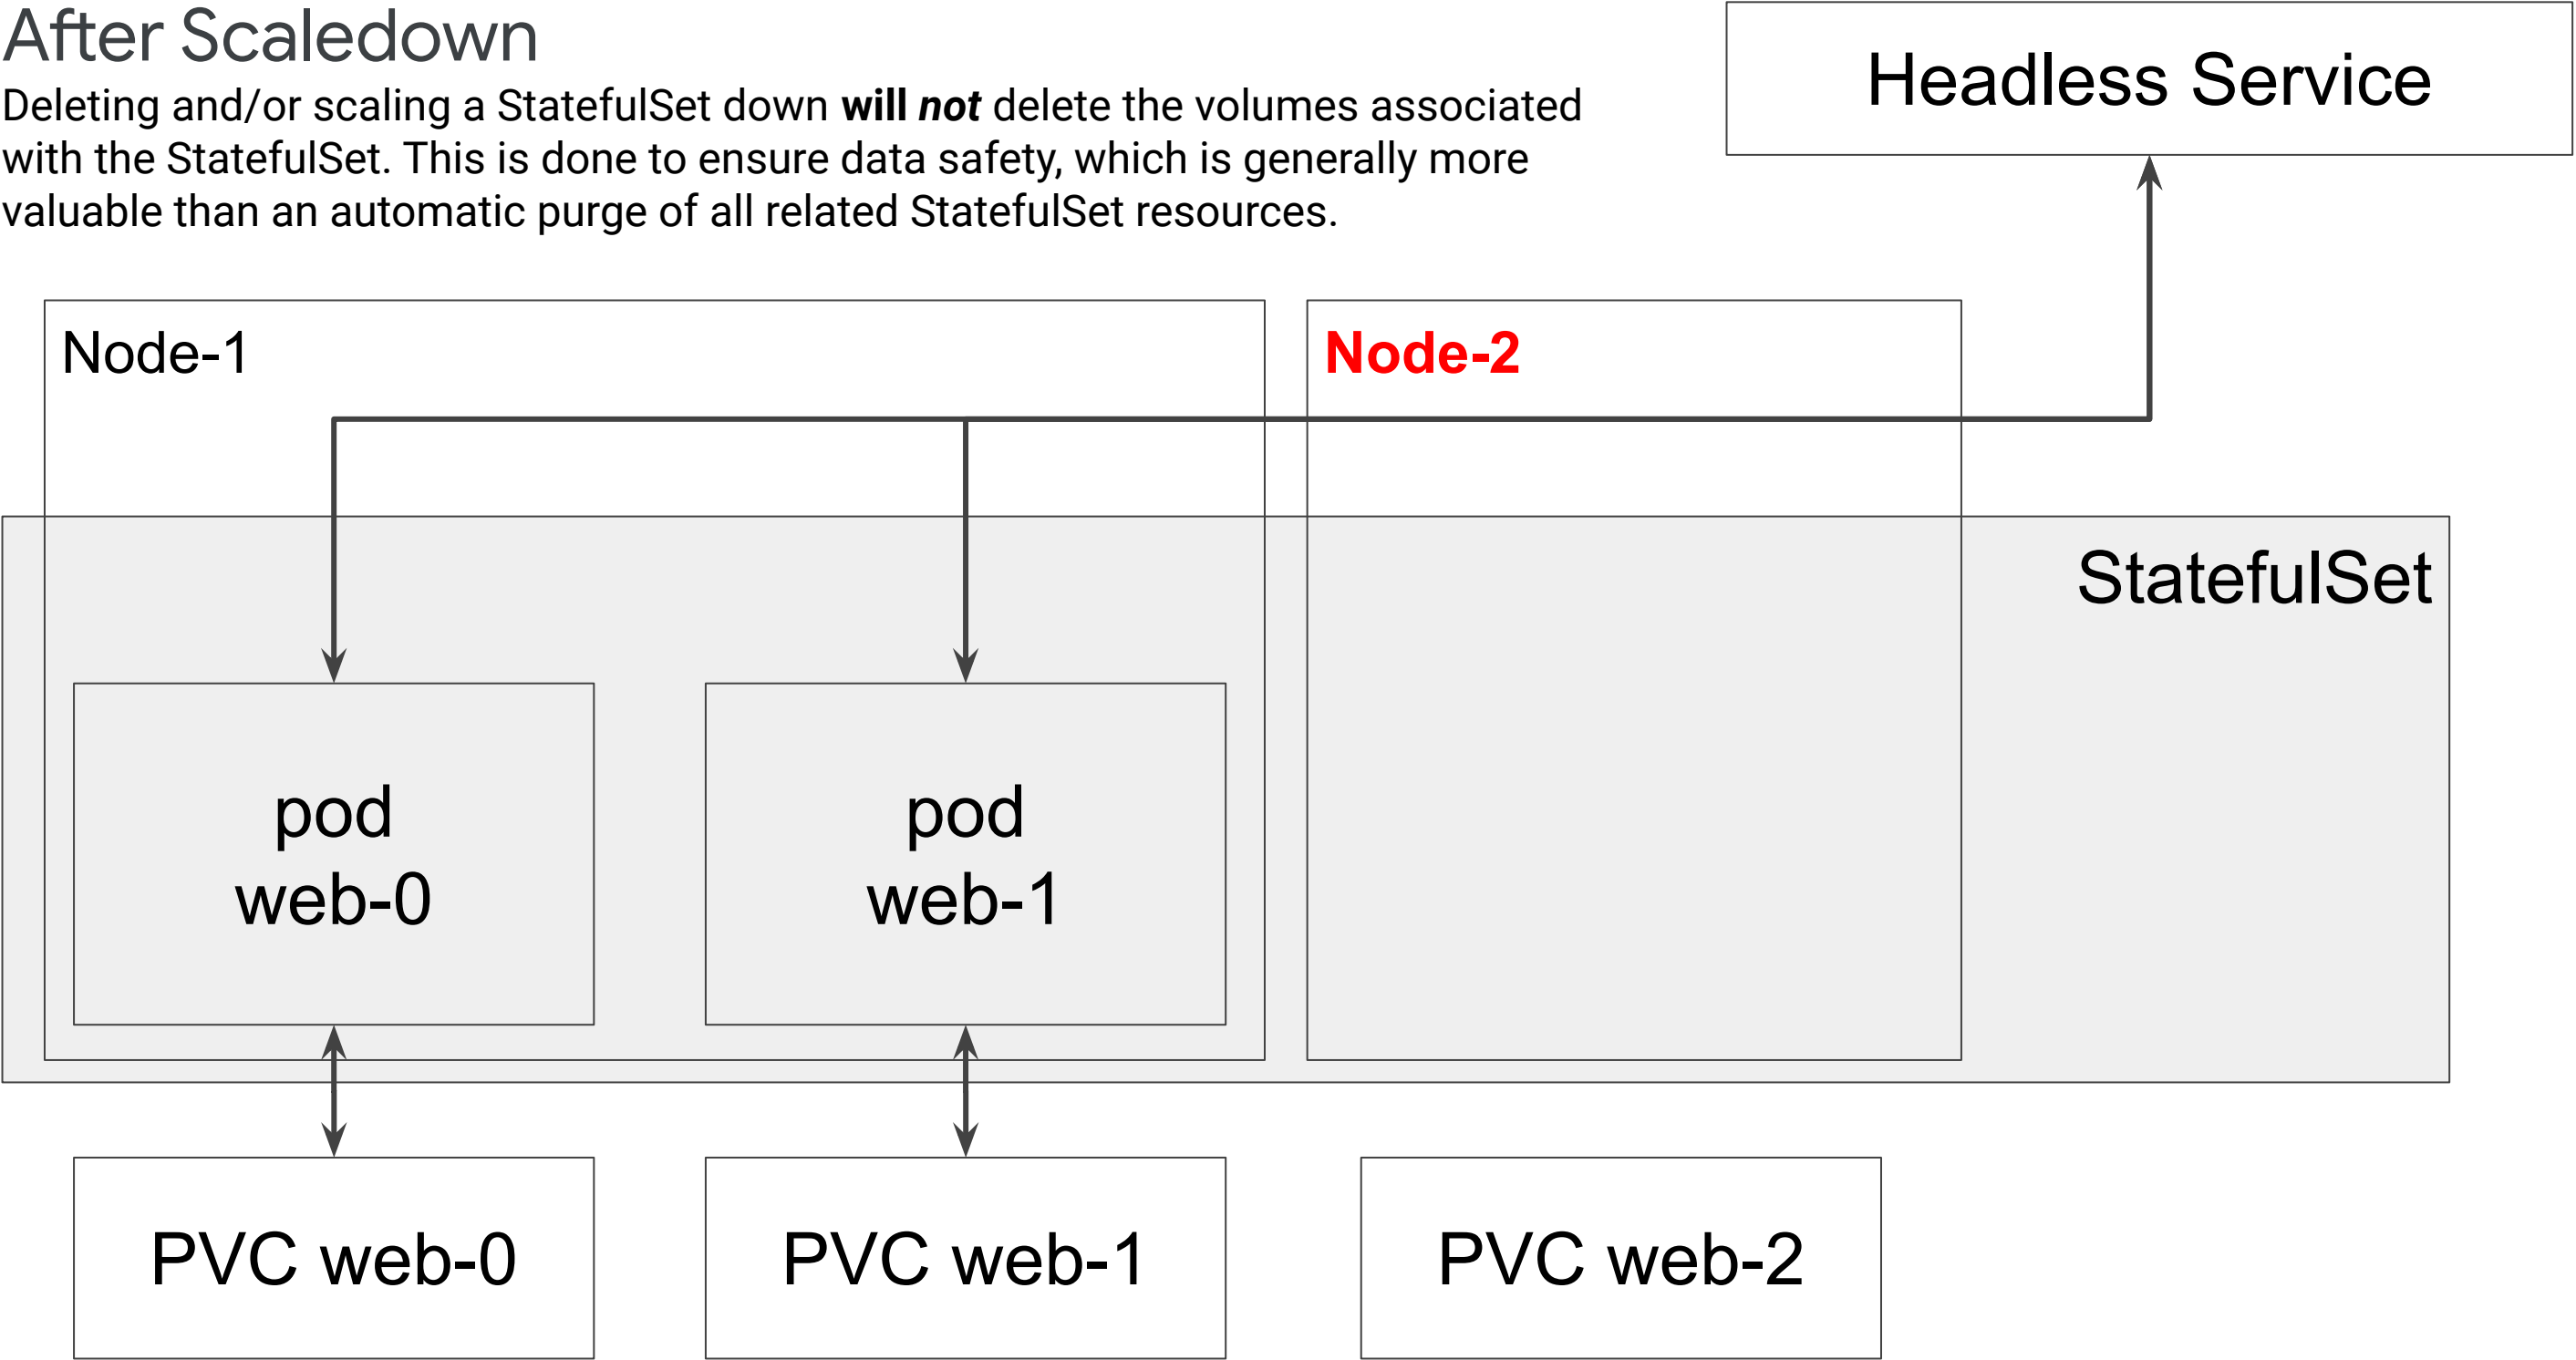 After Scaledown
Deleting and/or scaling a StatefulSet down will not delete the volumes associated
with the StatefulSet. This is done to ensure data safety, which is generally more
valuable than an automatic purge of all related StatefulSet resources.
Headless Service
Node-1
Node-2
StatefulSet
pod
web-0
pod
web-1
PVC web-0
PVC web-1
PVC web-2